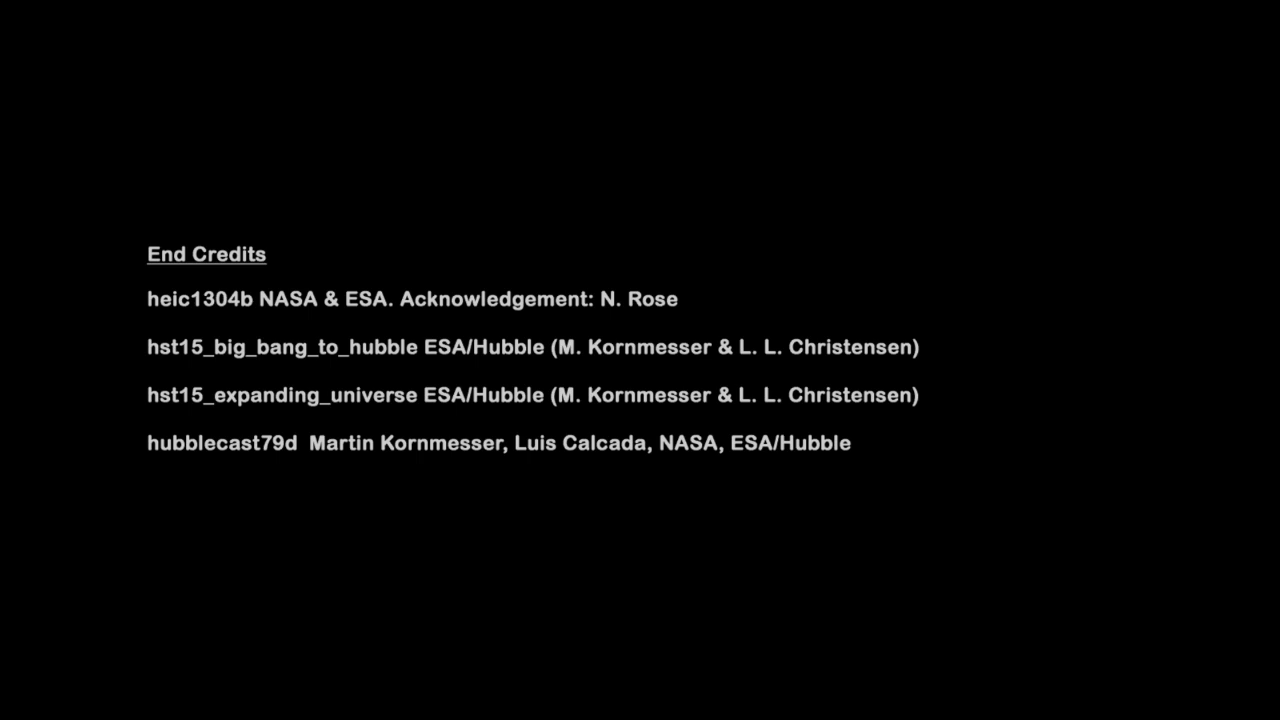 End Credits
heic1304b NASA & ESA. Acknowledgement: N. Rose
hst15_big_bang_to_hubble ESA/Hubble (M. Kornmesser & L. L. Christensen)
hst15_expanding_universe ESA/Hubble (M. Kornmesser & L. L. Christensen)
hubblecast79d  Martin Kornmesser, Luis Calcada, NASA, ESA/Hubble